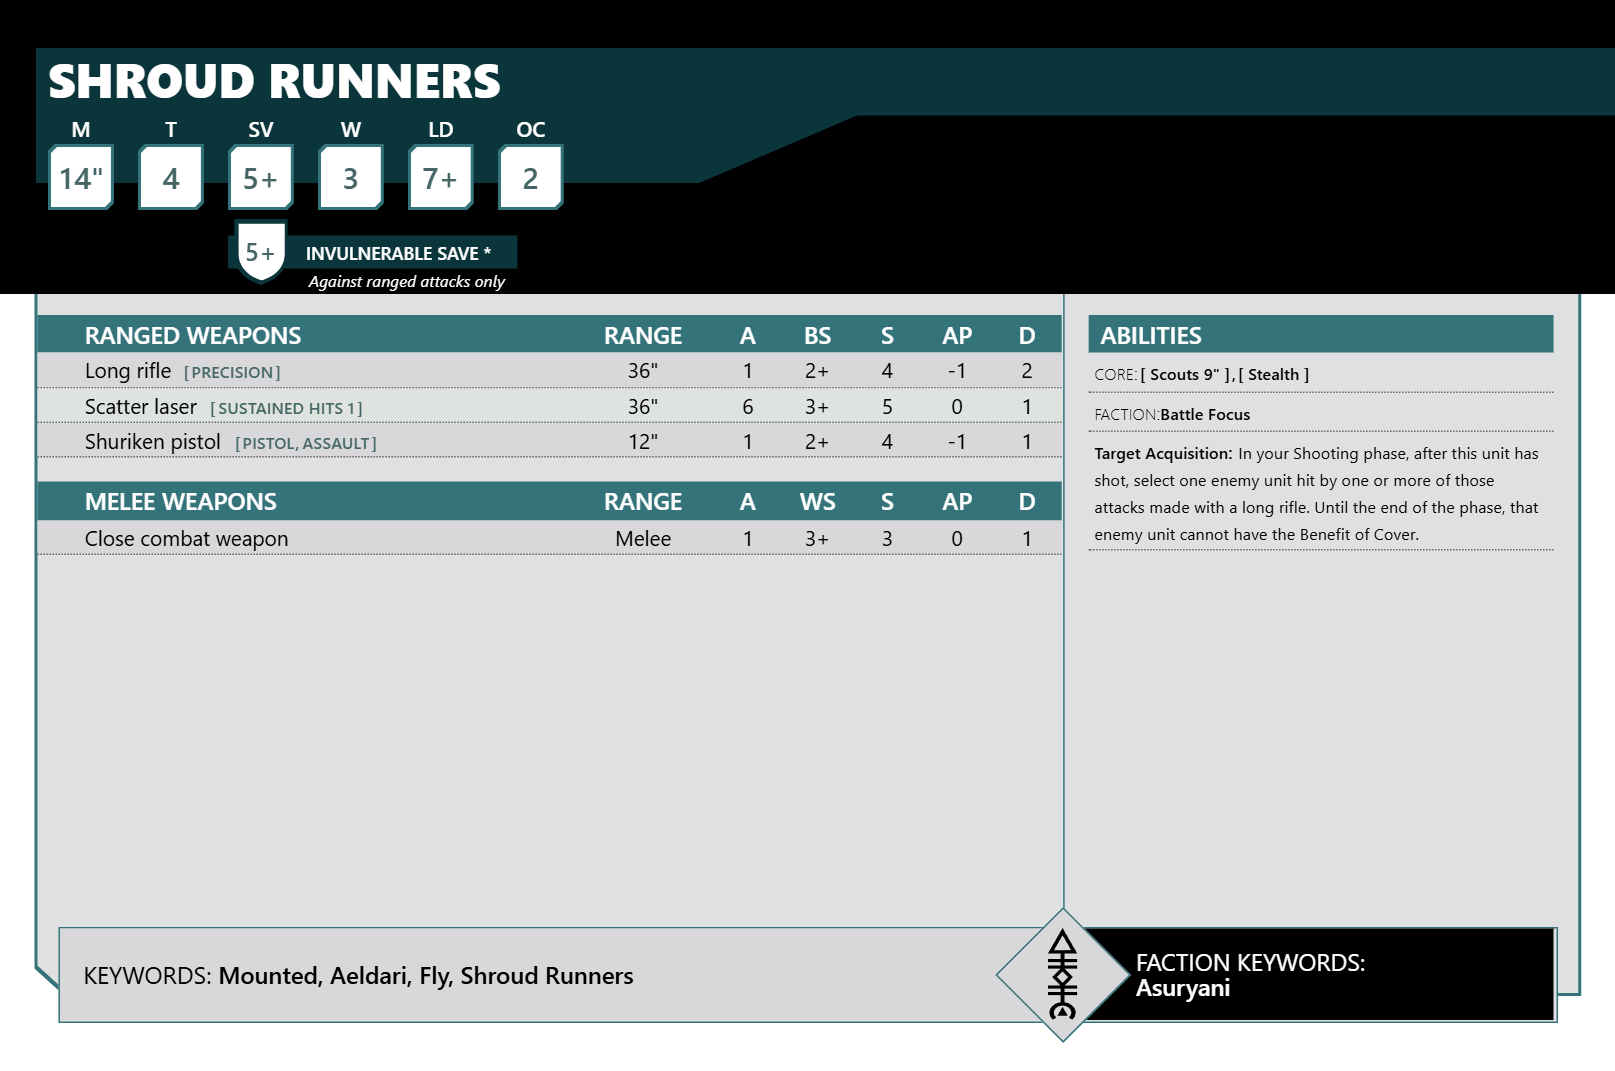 SHROUD RUNNERS
M T SV W LD OC
14" 4 5+ 3 7+ 2
5+ INVULNERABLE SAVE *
Against ranged attacks only
RANGED WEAPONS RANGE A BS S AP D
Long rifle [PRECISION] 36" 1 2+ 4 -1 2
Scatter laser [SUSTAINED HITS 1] 36" 6 3+ 5 0 1
Shuriken pistol [PISTOL, ASSAULT] 12" 1 2+ 4 -1 1
MELEE WEAPONS RANGE A WS S AP D
Close combat weapon Melee 1 3+ 3 0 1
ABILITIES
CORE:[ Scouts 9" ],[ Stealth ]
FACTION:Battle Focus
Target Acquisition: In your Shooting phase, after this unit has
shot, select one enemy unit hit by one or more of those
attacks made with a long rifle. Until the end of the phase, that
enemy unit cannot have the Benefit of Cover.
KEYWORDS: Mounted, Aeldari, Fly, Shroud Runners
FACTION KEYWORDS:
Asuryani